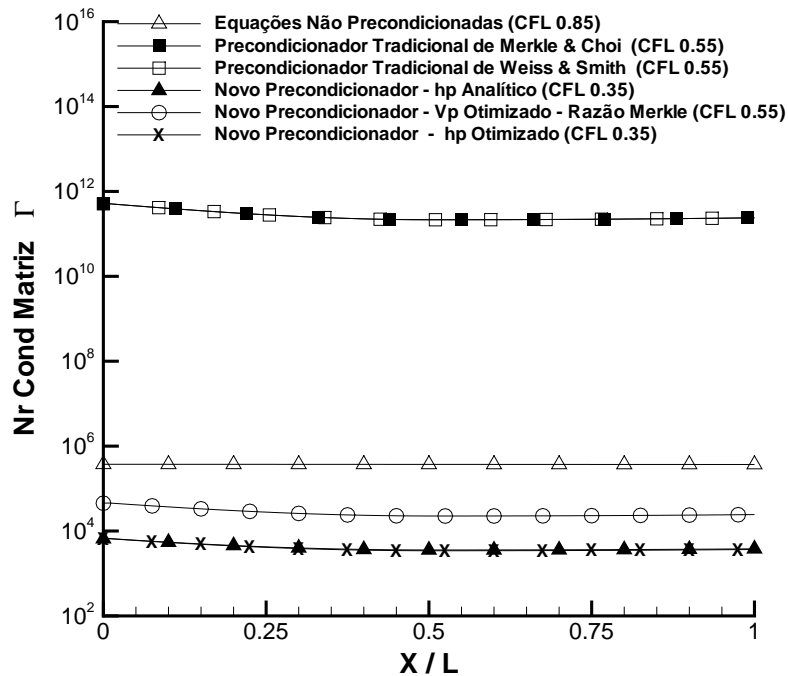 Equações Não Precondicionadas (CFL 0.85)
Precondicionador Tradicional de Merkle & Choi (CFL 0.55)
Precondicionador Tradicional de Weiss & Smith (CFL 0.55)
Novo Precondicionador - hp Analítico (CFL 0.35)
Novo Precondicionador - Vp Otimizado - Razão Merkle (CFL 0.55)
Novo Precondicionador - hp Otimizado (CFL 0.35)
Nr Cond Matriz Γ
10^16
10^14
10^12
10^10
10^8
10^6
10^4
10^2
0
0.25
0.5
0.75
1
X / L